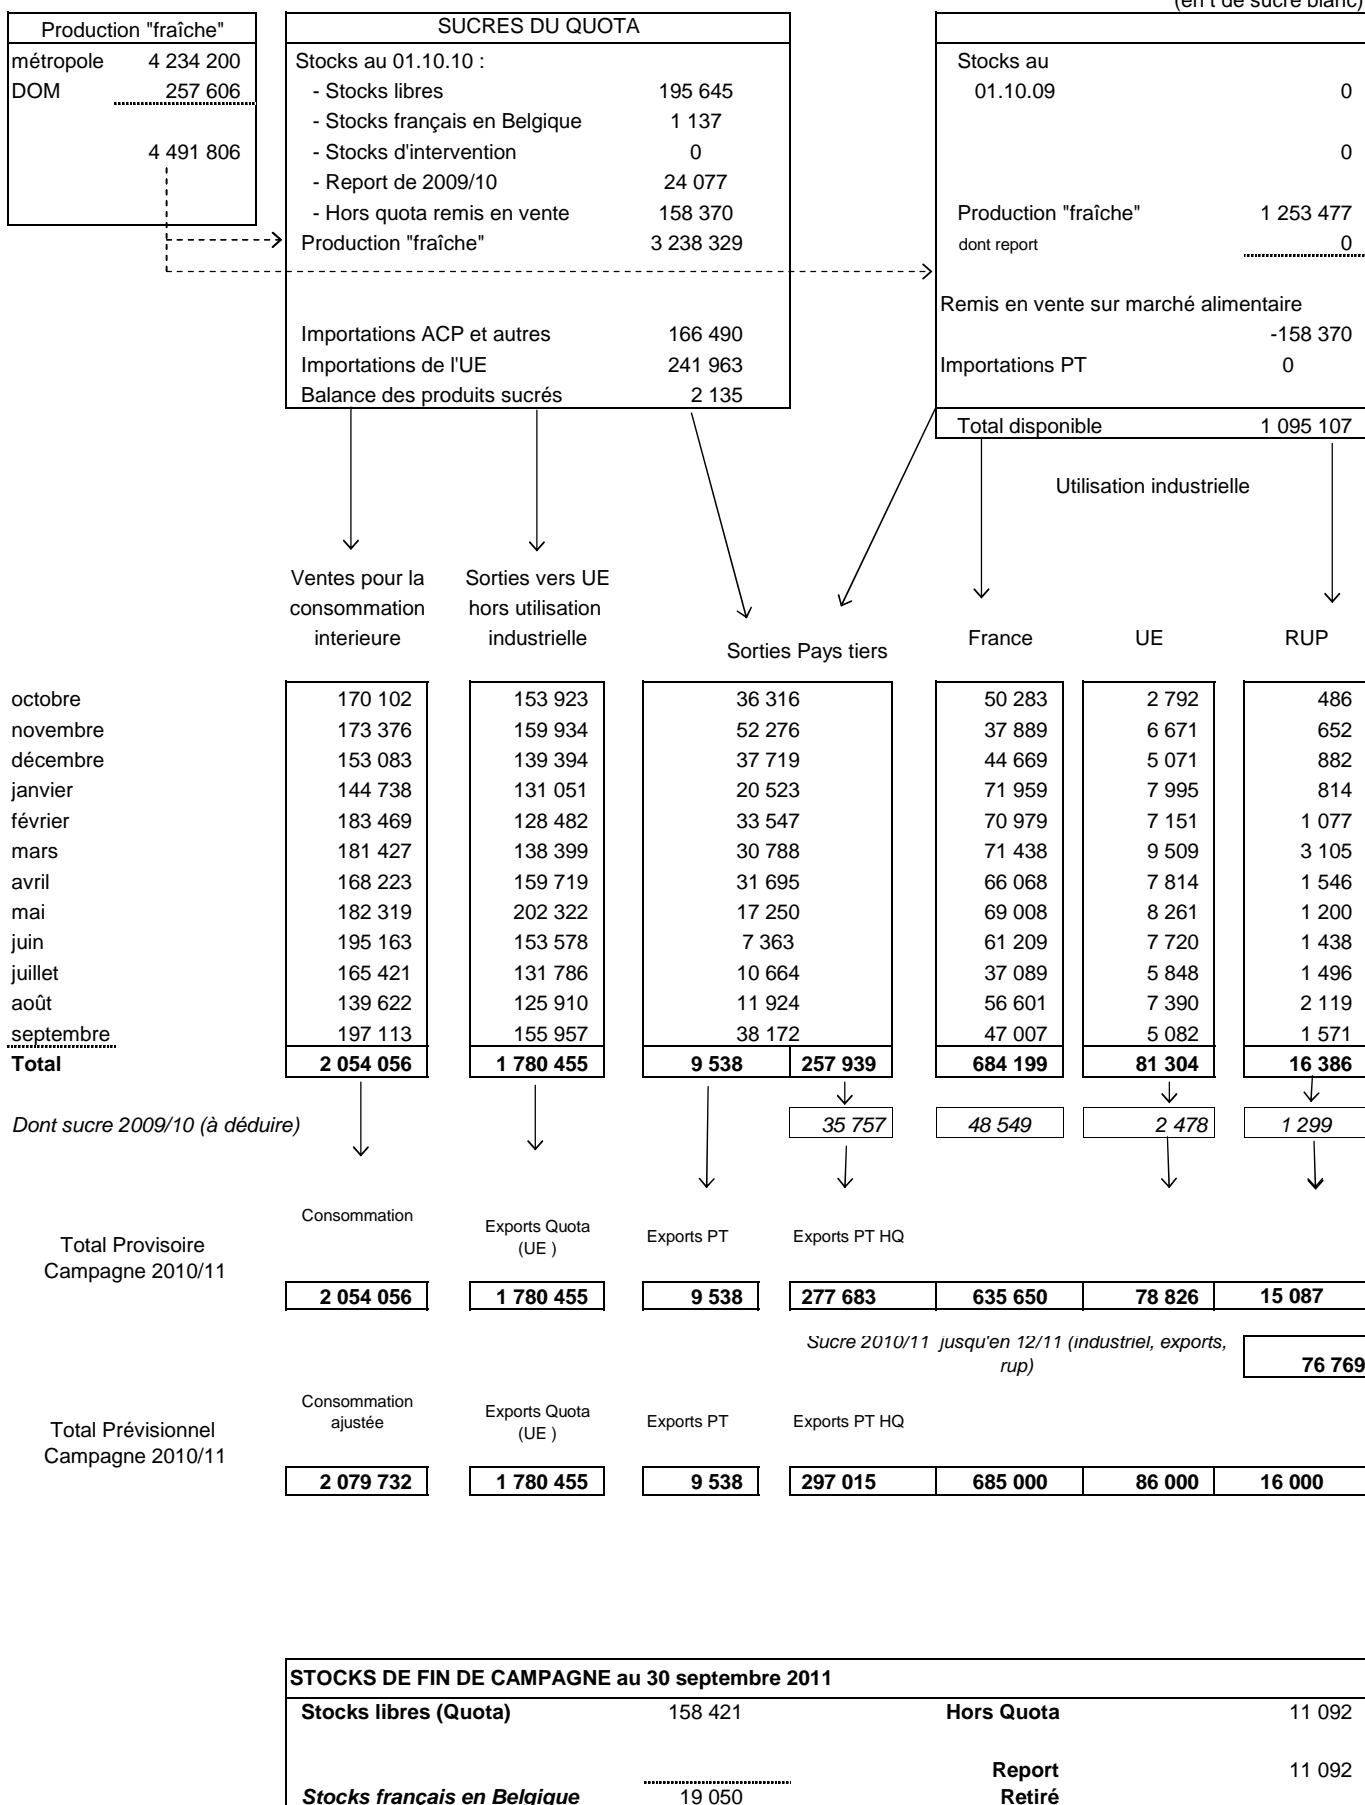 (en t de sucre blanc)
Production "fraîche"
métropole 4 234 200
DOM 257 606
4 491 806
SUCRES DU QUOTA
Stocks au 01.10.10 :
- Stocks libres 195 645
- Stocks français en Belgique 1 137
- Stocks d'intervention 0
- Report de 2009/10 24 077
- Hors quota remis en vente 158 370
Production "fraîche" 3 238 329
Importations ACP et autres 166 490
Importations de l'UE 241 963
Balance des produits sucrés 2 135
Stocks au
01.10.09 0
0
Production "fraîche" 1 253 477
dont report 0
Remis en vente sur marché alimentaire
-158 370
Importations PT 0
Total disponible 1 095 107
Utilisation industrielle
Ventes pour la
consommation
interieure
Sorties vers UE
hors utilisation
industrielle
Sorties Pays tiers
France UE RUP
octobre 170 102 153 923 36 316 50 283 2 792 486
novembre 173 376 159 934 52 276 37 889 6 671 652
décembre 153 083 139 394 37 719 44 669 5 071 882
janvier 144 738 131 051 20 523 71 959 7 995 814
février 183 469 128 482 33 547 70 979 7 151 1 077
mars 181 427 138 399 30 788 71 438 9 509 3 105
avril 168 223 159 719 31 695 66 068 7 814 1 546
mai 182 319 202 322 17 250 69 008 8 261 1 200
juin 195 163 153 578 7 363 61 209 7 720 1 438
juillet 165 421 131 786 10 664 37 089 5 848 1 496
août 139 622 125 910 11 924 56 601 7 390 2 119
septembre 197 113 155 957 38 172 47 007 5 082 1 571
Total 2 054 056 1 780 455 9 538 257 939 684 199 81 304 16 386
Dont sucre 2009/10 (à déduire) 35 757 48 549 2 478 1 299
Total Provisoire
Campagne 2010/11
Consommation
Exports Quota
(UE )
Exports PT
Exports PT HQ
2 054 056 1 780 455 9 538 277 683 635 650 78 826 15 087
Sucre 2010/11 jusqu'en 12/11 (industriel, exports,
rup) 76 769
Total Prévisionnel
Campagne 2010/11
Consommation
ajustée
Exports Quota
(UE )
Exports PT
Exports PT HQ
2 079 732 1 780 455 9 538 297 015 685 000 86 000 16 000
STOCKS DE FIN DE CAMPAGNE au 30 septembre 2011
Stocks libres (Quota) 158 421 Hors Quota 11 092
Report 11 092
Stocks français en Belgique 19 050 Retiré